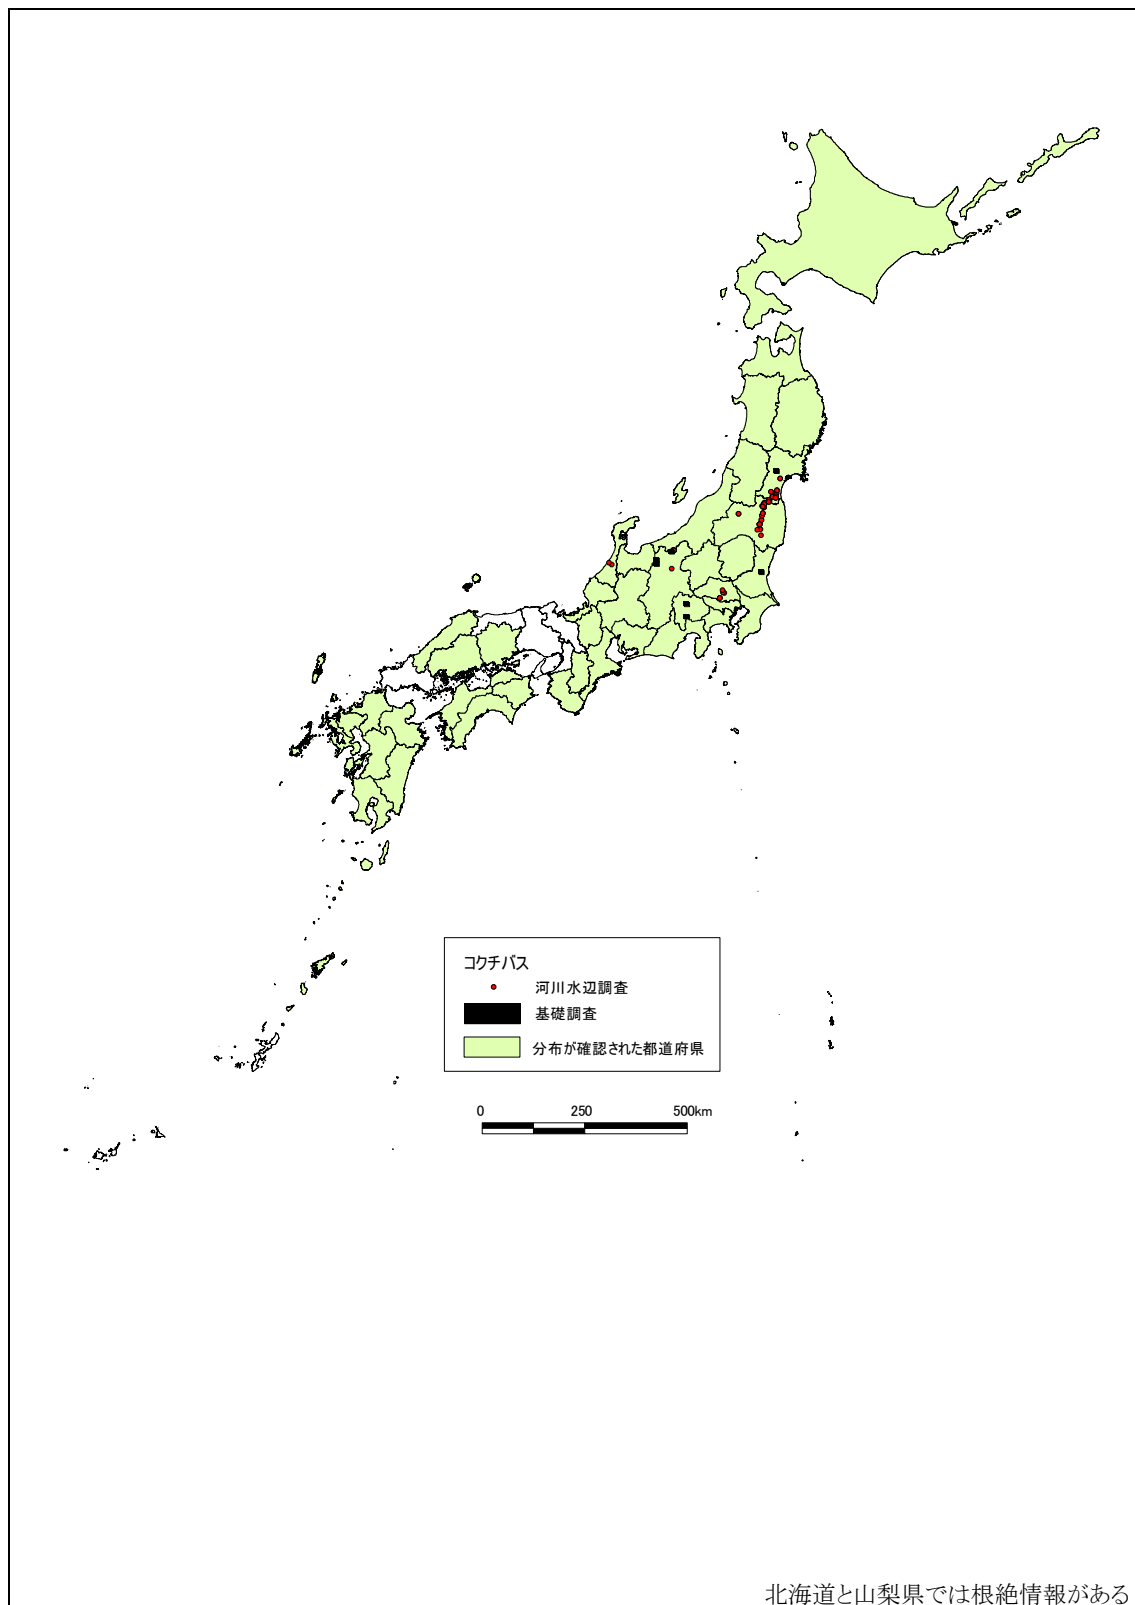 コクチバス
河川水辺調査
基礎調査
分布が確認された都道府県
0 250 500km
北海道と山梨県では根絶情報がある